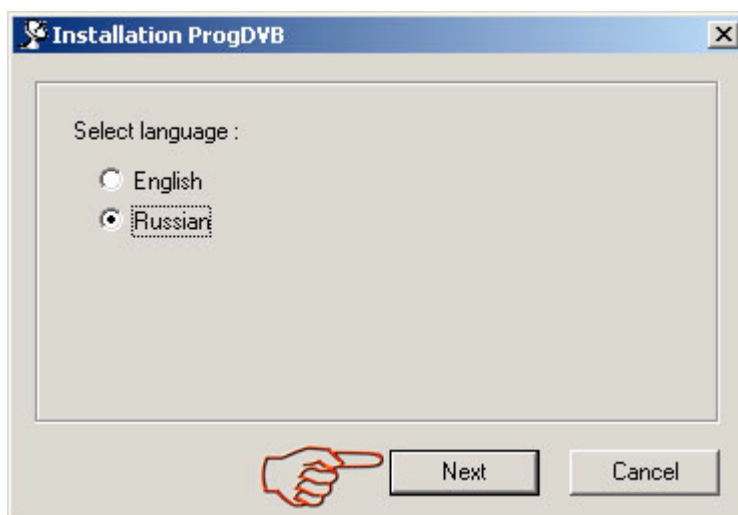 Installation ProgDVB
Select language :
English
Russian
Next
Cancel